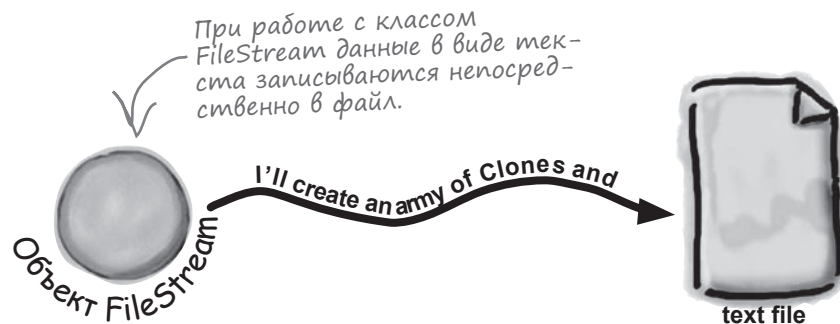 При работе с классом
FileStream данные в виде тек-
ста записываются непосред-
ственно в файл.
I'll create an army of Clones and
Объект FileStream
text file